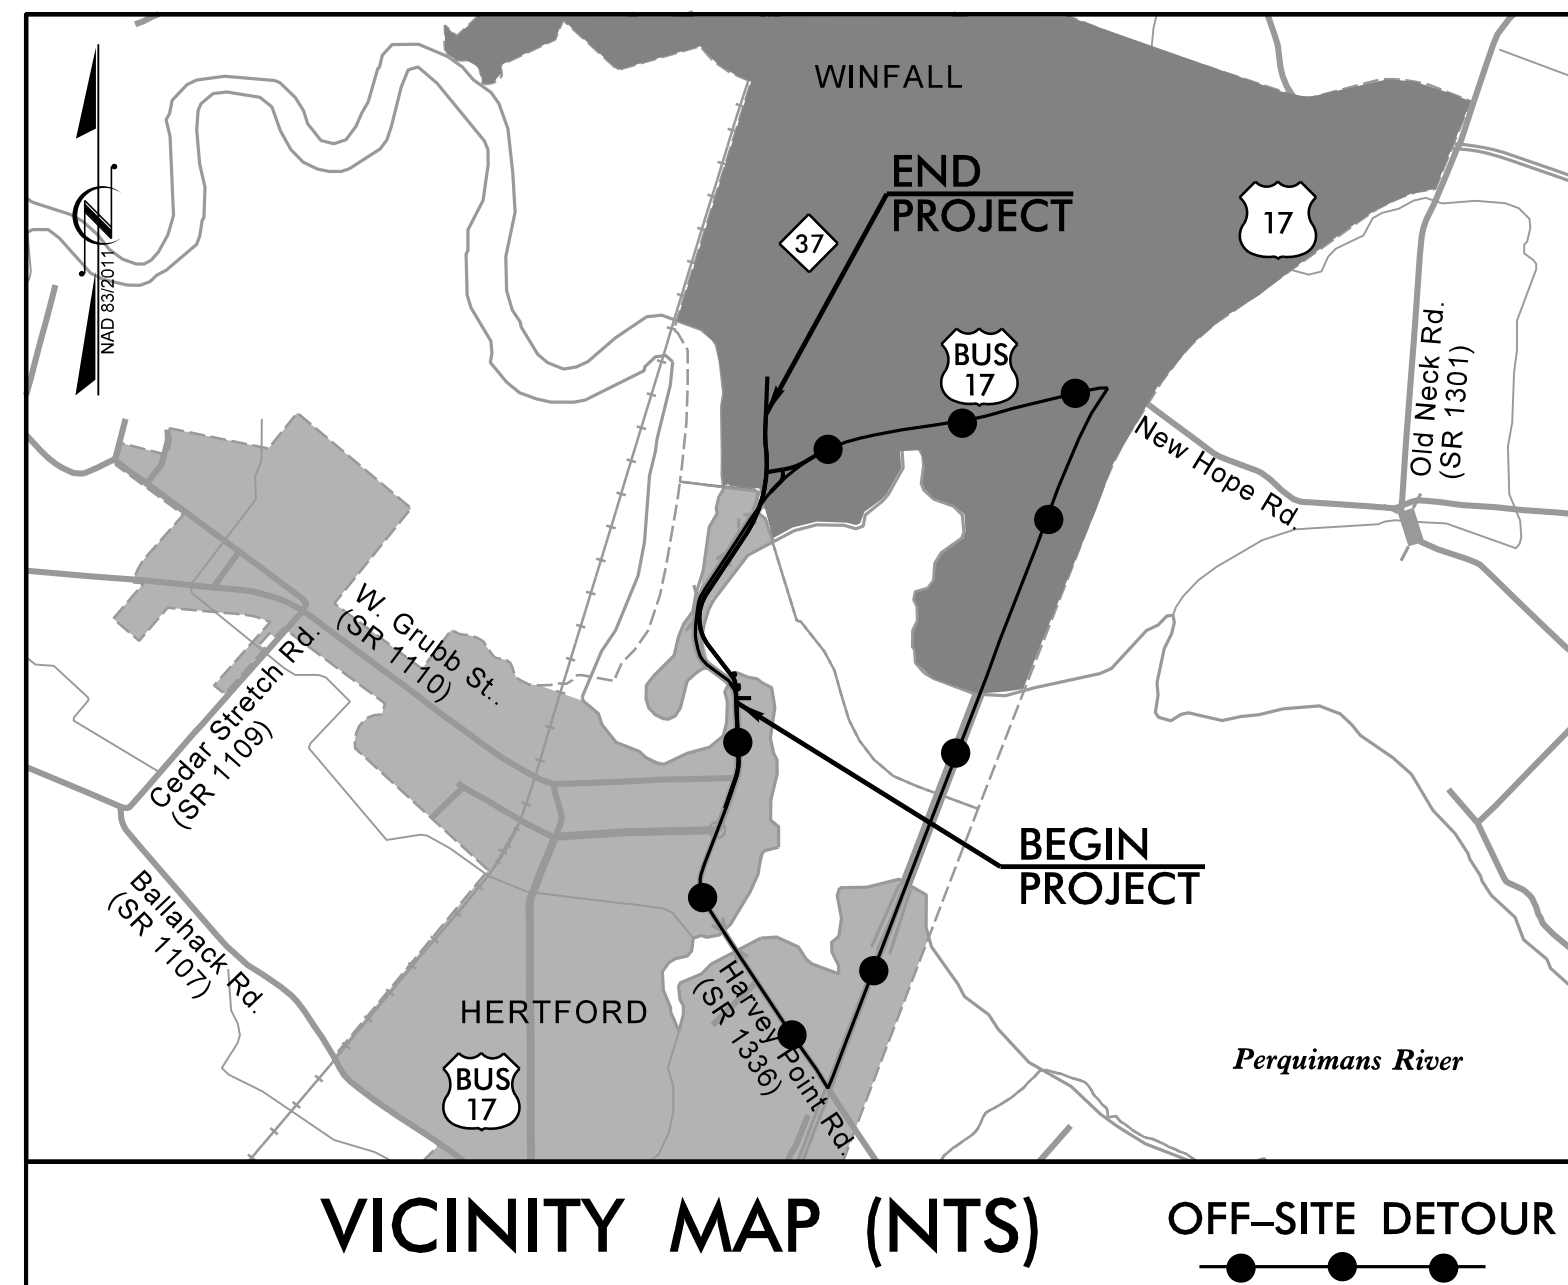 WINFALL
END
PROJECT
37
17
NAD 83/2011
N
BUS
17
Old Neck Rd.
(SR 1301)
New Hope Rd.
W. Grubb St..
(SR 1110)
Cedar Stretch Rd.
(SR 1109)
BEGIN
PROJECT
Ballahack Rd.
(SR 1107)
HERTFORD
Harvey Point Rd.
(SR 1336)
BUS
17
Perquimans River
VICINITY MAP (NTS)
OFF-SITE DETOUR